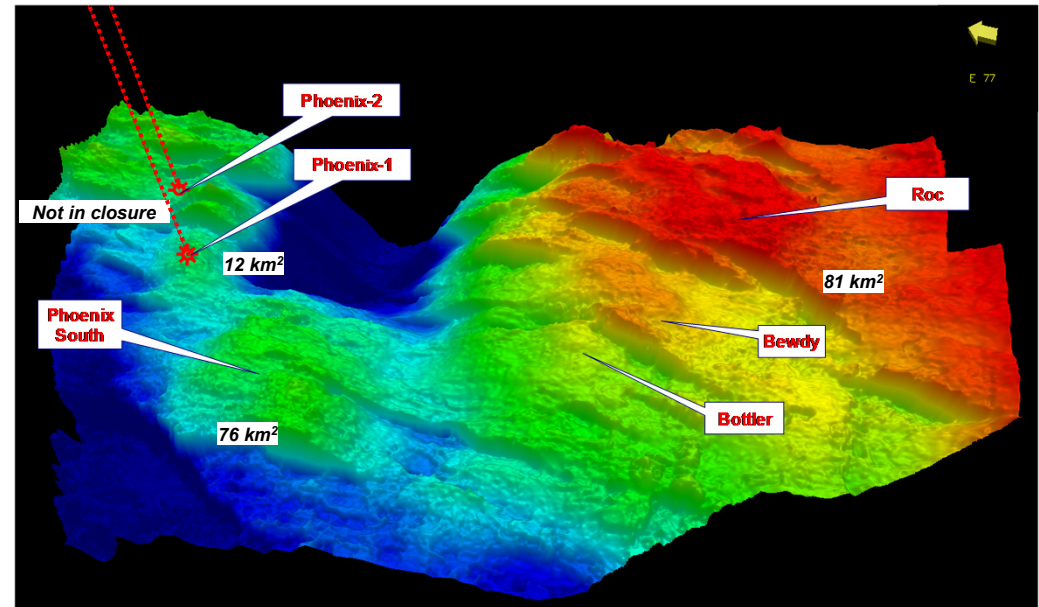 E 77
Phoenix-2
Phoenix-1
Roc
Not in closure
12 km²
81 km²
Phoenix
South
Bewdy
Bottler
76 km²